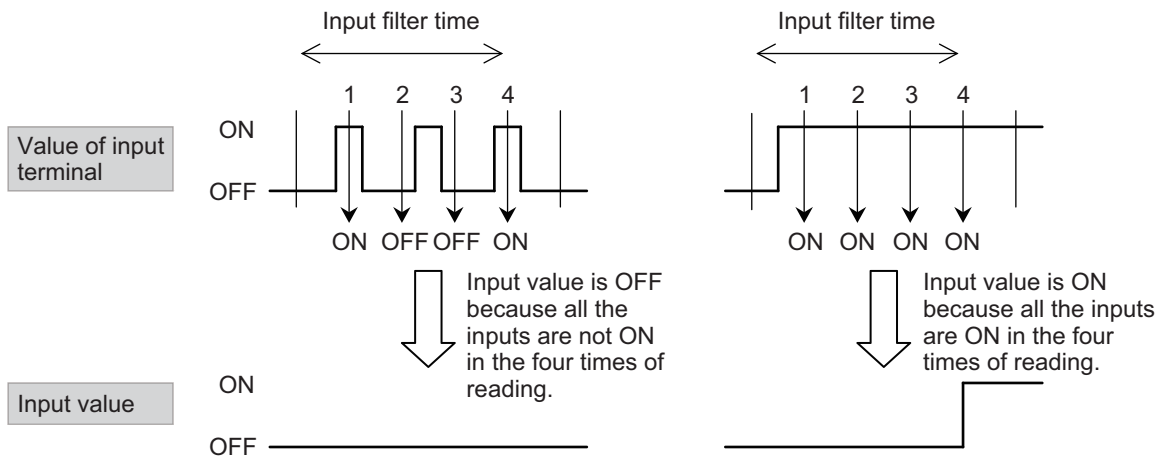 Input filter time
Input filter time
1 2 3 4
1 2 3 4
Value of input
terminal
ON
OFF
ON OFF OFF ON
ON ON ON ON
Input value is OFF
because all the
inputs are not ON
in the four times of
reading.
Input value is ON
because all the inputs
are ON in the four
times of reading.
Input value
ON
OFF